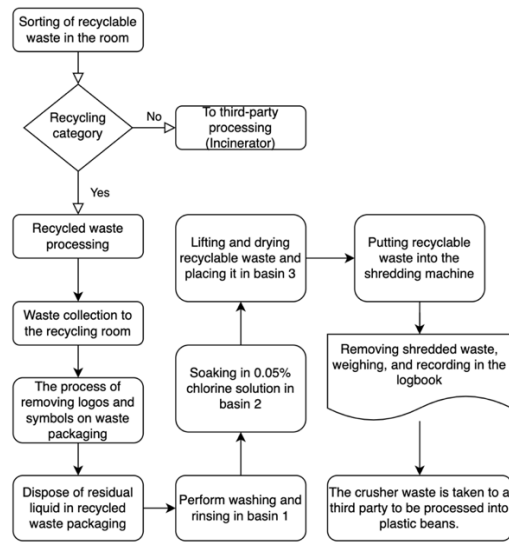 Sorting of recyclable
waste in the room
Recycling
category
No
To third-party
processing
(Incinerator)
Yes
Recycled waste
processing
Waste collection to
the recycling room
The process of
removing logos and
symbols on waste
packaging
Dispose of residual
liquid in recycled
waste packaging
Perform washing and
rinsing in basin 1
Soaking in 0.05%
chlorine solution in
basin 2
Lifting and drying
recyclable waste and
placing it in basin 3
Putting recyclable
waste into the
shredding machine
Removing shredded waste,
weighing, and recording in the
logbook
The crusher waste is taken to a
third party to be processed into
plastic beans.